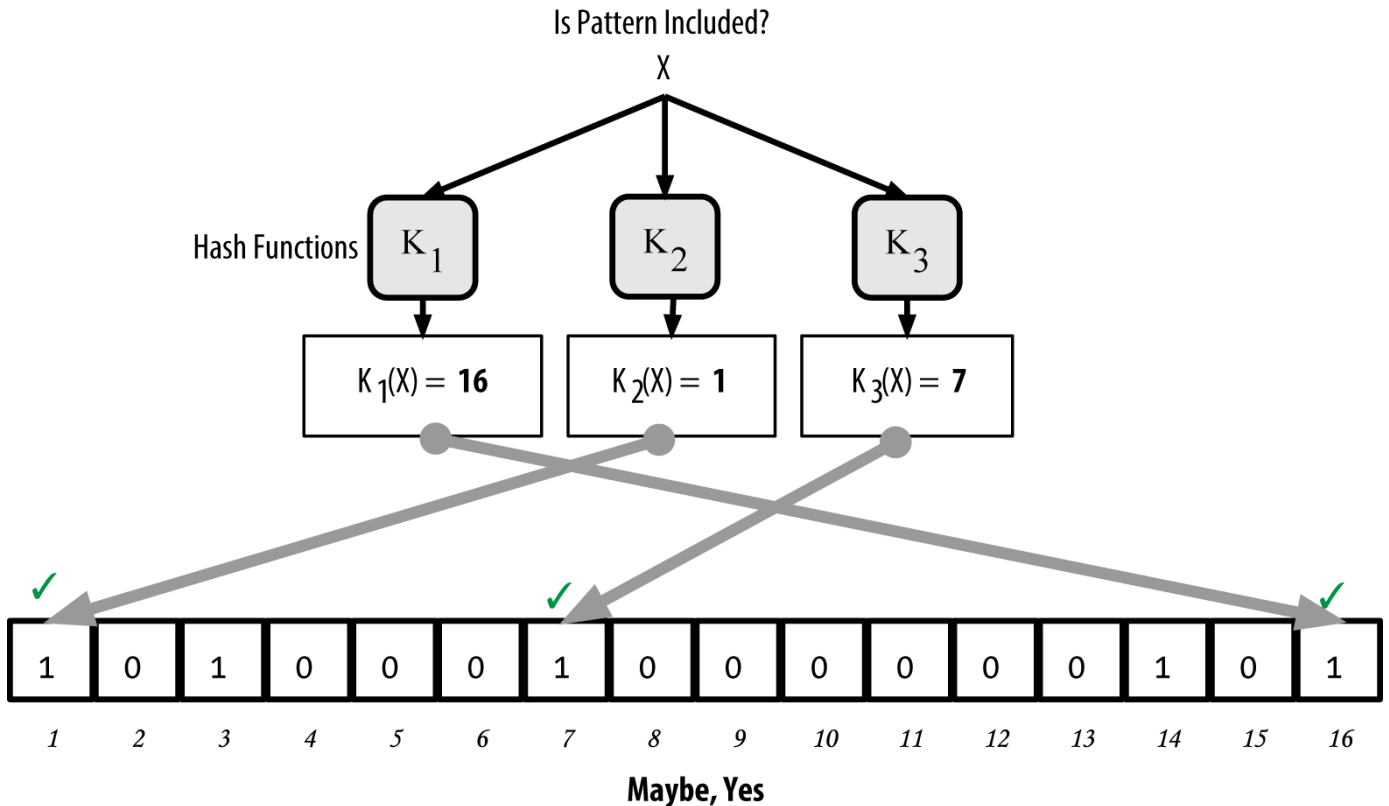 Is Pattern Included?
X
Hash Functions
K1
K2
K3
K1(X) = 16
K2(X) = 1
K3(X) = 7
✓ ✓ ✓
1 0 1 0 0 0 1 0 0 0 0 0 0 1 0 1
1 2 3 4 5 6 7 8 9 10 11 12 13 14 15 16
Maybe, Yes